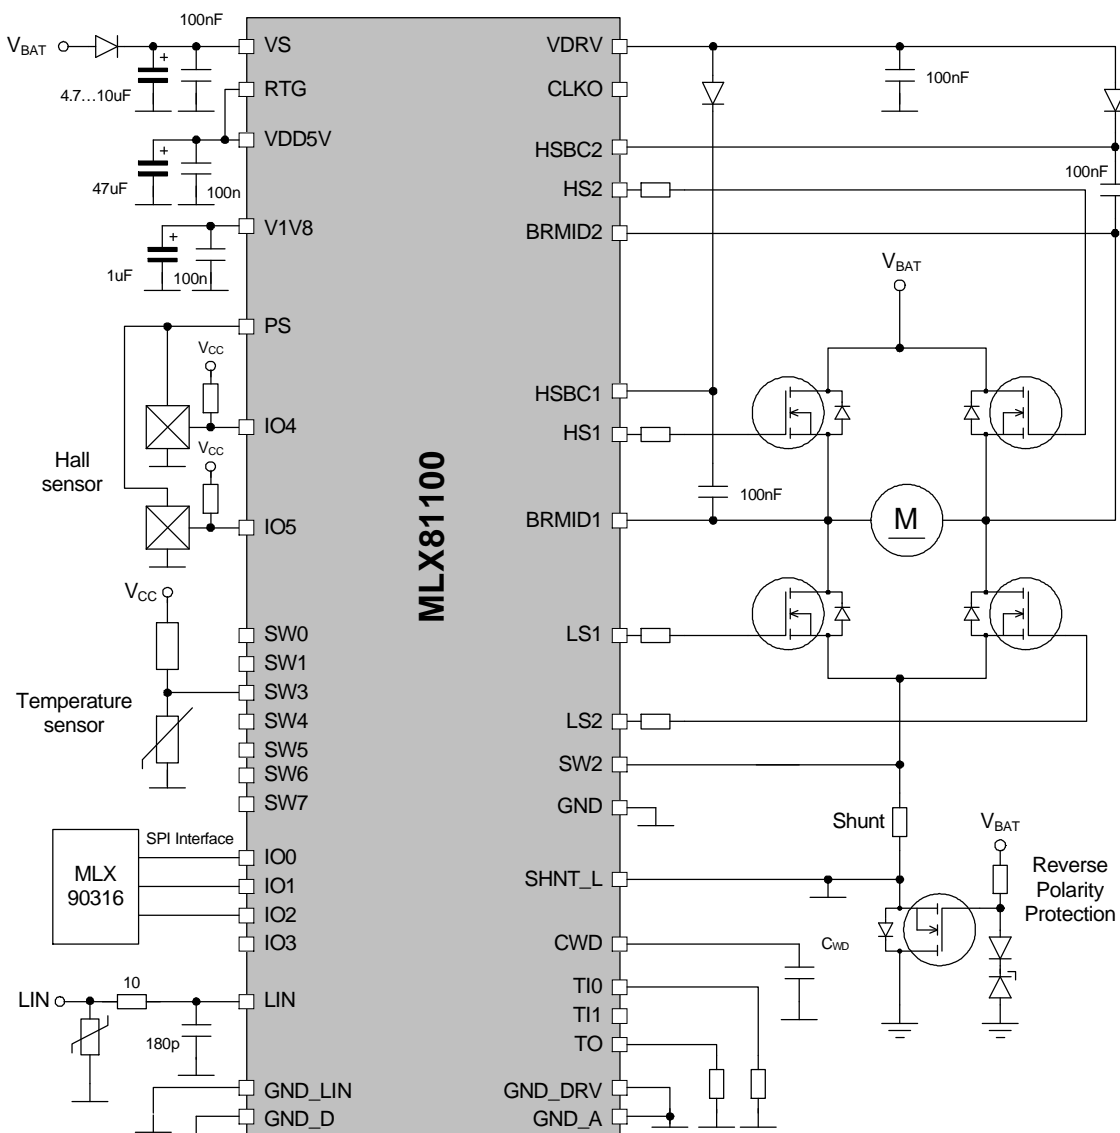 100nF
V_BAT
+
4.7...10uF
+
47uF
100n
+
1uF
100n
V_CC
V_CC
Hall
sensor
V_CC
Temperature
sensor
MLX
90316
SPI Interface
LIN
10
180p
VS
RTG
VDD5V
V1V8
PS
IO4
IO5
SW0
SW1
SW3
SW4
SW5
SW6
SW7
IO0
IO1
IO2
IO3
LIN
GND_LIN
GND_D
MLX81100
VDRV
CLKO
HSBC2
HS2
BRMID2
HSBC1
HS1
BRMID1
LS1
LS2
SW2
GND
SHNT_L
CWD
TI0
TI1
TO
GND_DRV
GND_A
100nF
100nF
V_BAT
100nF
M
Shunt
V_BAT
Reverse
Polarity
Protection
C_WD